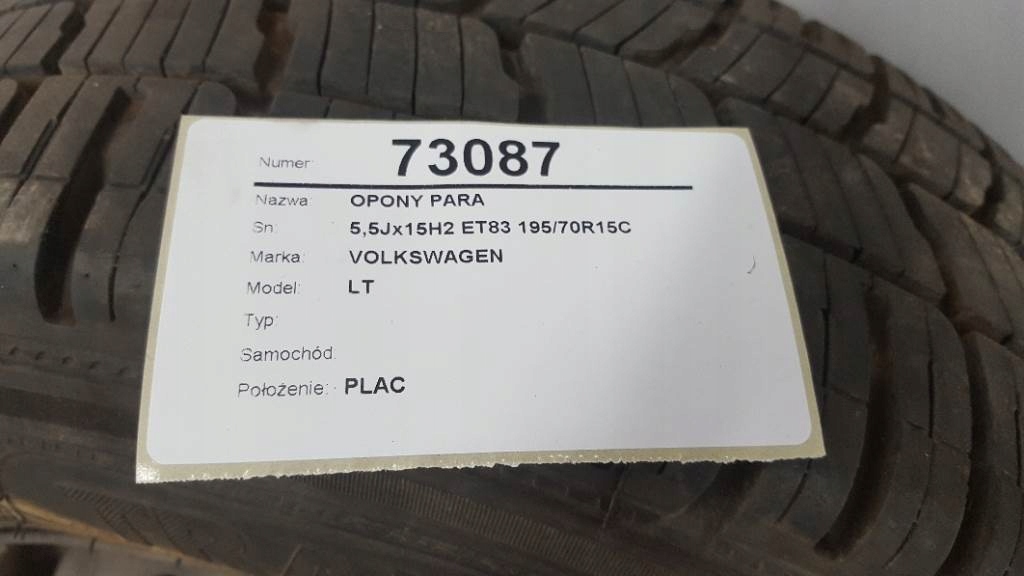 Numer: 73087
Nazwa: OPONY PARA
Sn: 5,5Jx15H2 ET83 195/70R15C
Marka: VOLKSWAGEN
Model: LT
Typ:
Samochód:
Położenie: PLAC